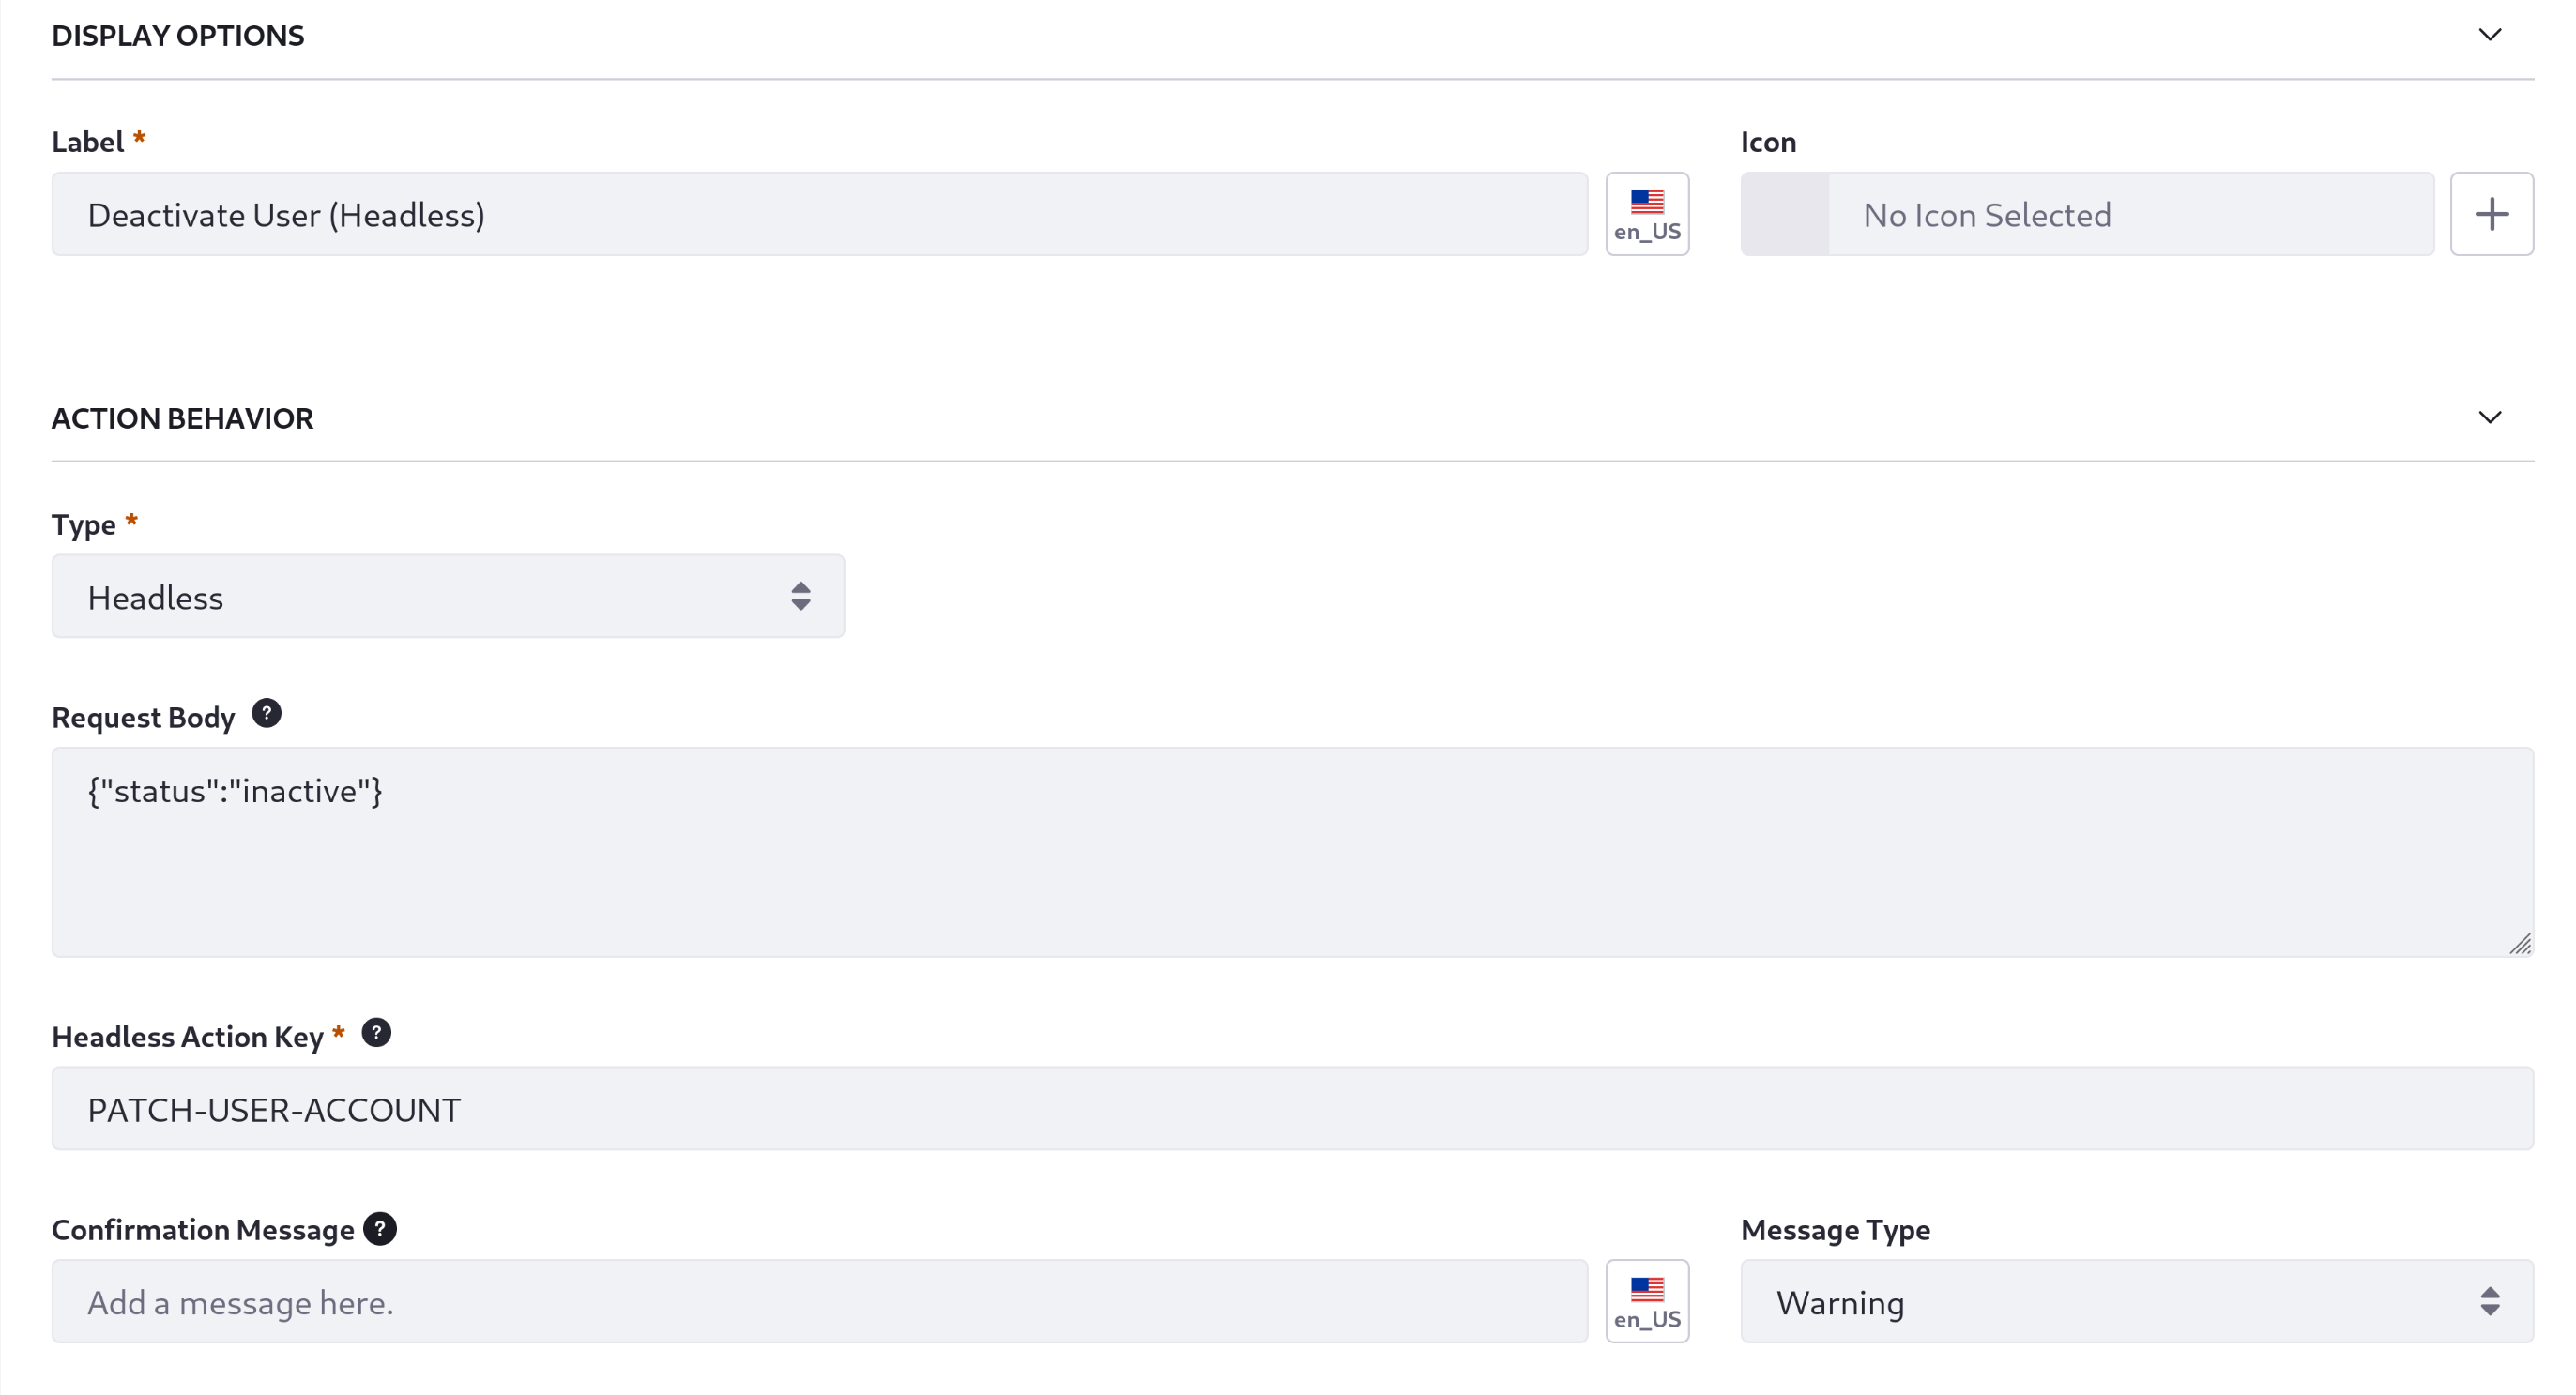 DISPLAY OPTIONS
Label *
Icon
Deactivate User (Headless)
en_US
No Icon Selected
ACTION BEHAVIOR
Type *
Headless
Request Body ?
{"status":"inactive"}
Headless Action Key * ?
PATCH-USER-ACCOUNT
Confirmation Message ?
Message Type
Add a message here.
en_US
Warning